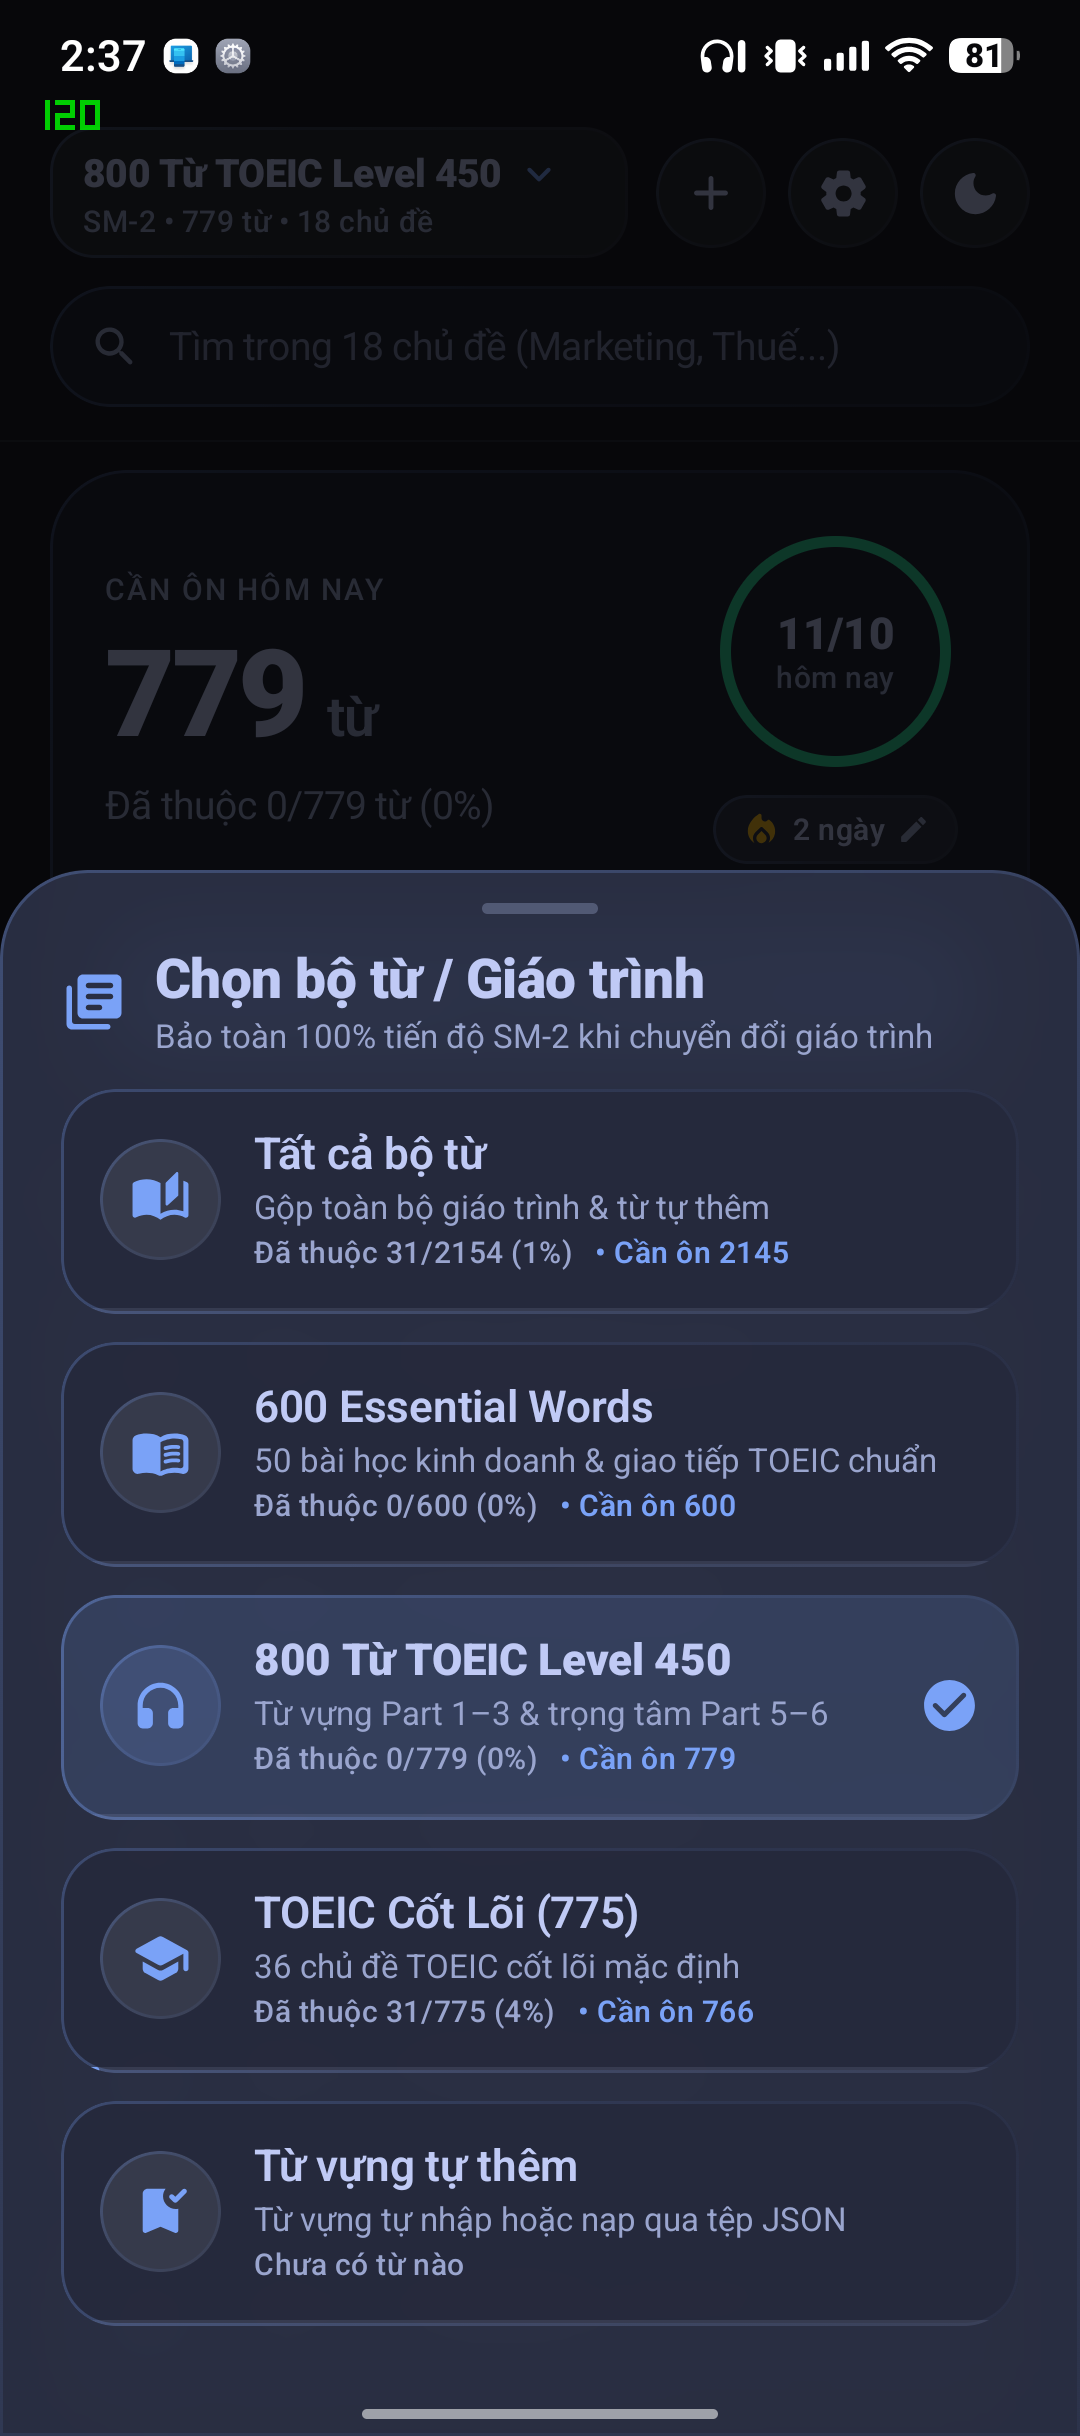 2:37
81
120
800 Từ TOEIC Level 450
SM-2 • 779 từ • 18 chủ đề
Tìm trong 18 chủ đề (Marketing, Thuế...)
CẦN ÔN HÔM NAY
779 từ
Đã thuộc 0/779 từ (0%)
11/10
hôm nay
2 ngày
Chọn bộ từ / Giáo trình
Bảo toàn 100% tiến độ SM-2 khi chuyển đổi giáo trình
Tất cả bộ từ
Gộp toàn bộ giáo trình & từ tự thêm
Đã thuộc 31/2154 (1%) • Cần ôn 2145
600 Essential Words
50 bài học kinh doanh & giao tiếp TOEIC chuẩn
Đã thuộc 0/600 (0%) • Cần ôn 600
800 Từ TOEIC Level 450
Từ vựng Part 1–3 & trọng tâm Part 5–6
Đã thuộc 0/779 (0%) • Cần ôn 779
TOEIC Cốt Lõi (775)
36 chủ đề TOEIC cốt lõi mặc định
Đã thuộc 31/775 (4%) • Cần ôn 766
Từ vựng tự thêm
Từ vựng tự nhập hoặc nạp qua tệp JSON
Chưa có từ nào